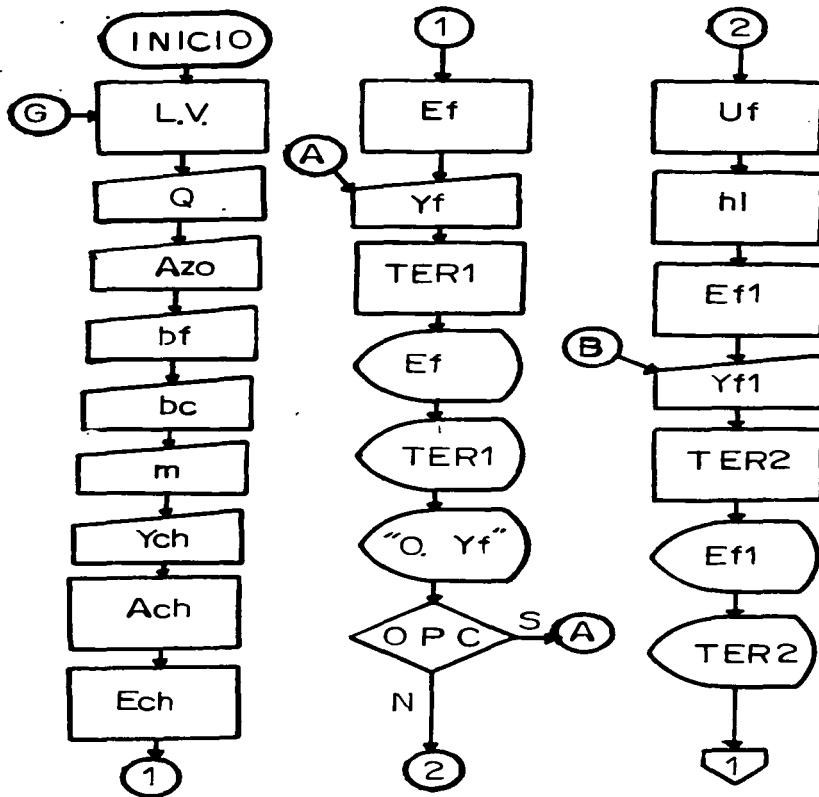 INICIO
G
L.V.
Q
Azo
bf
bc
m
Ych
Ach
Ech
1
1
Ef
A
Yf
TER1
Ef
TER1
"O. Yf"
OPC
S
A
N
2
2
Uf
hl
Ef1
B
Yf1
TER2
Ef1
TER2
1